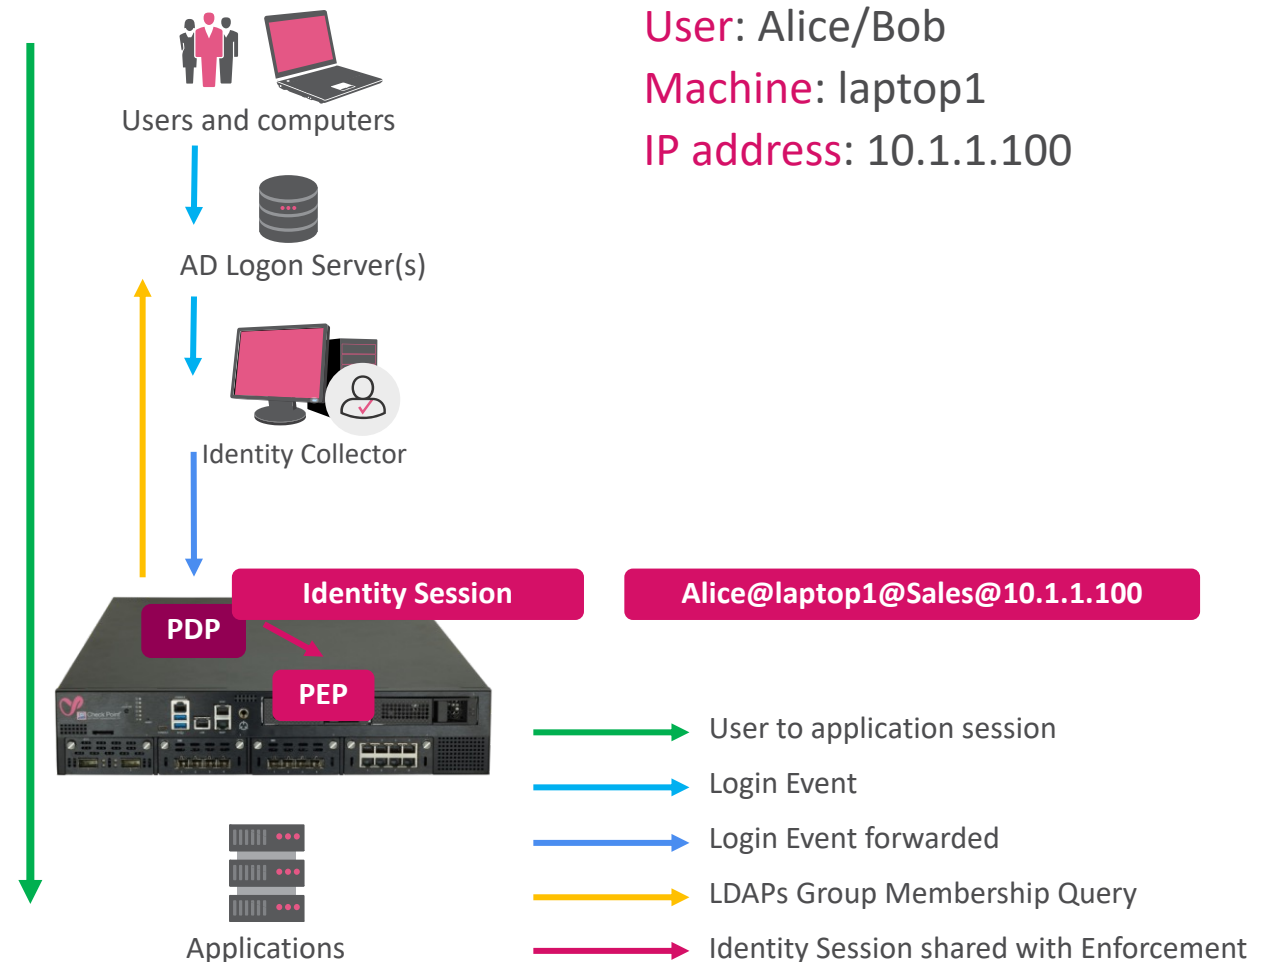 User: Alice/Bob
Machine: laptop1
IP address: 10.1.1.100
Users and computers
AD Logon Server(s)
Identity Collector
Identity Session
Alice@laptop1@Sales@10.1.1.100
PDP
PEP
Check Point
User to application session
Login Event
Login Event forwarded
LDAPs Group Membership Query
Applications
Identity Session shared with Enforcement